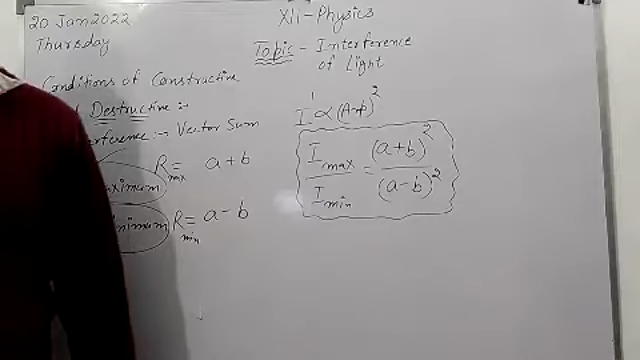 20 Jan 2022
Thursday
XII-Physics
Topic - Interference
of Light
Conditions of Constructive
Destructive :-
:- Vector Sum
R max = a + b
R min = a - b
I' ∝ (A-b)²
I max / I min = (a+b)² / (a-b)²